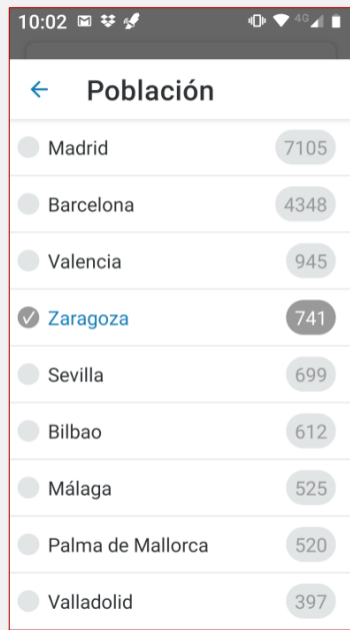 10:02 4G
Población
Madrid 7105
Barcelona 4348
Valencia 945
Zaragoza 741
Sevilla 699
Bilbao 612
Málaga 525
Palma de Mallorca 520
Valladolid 397